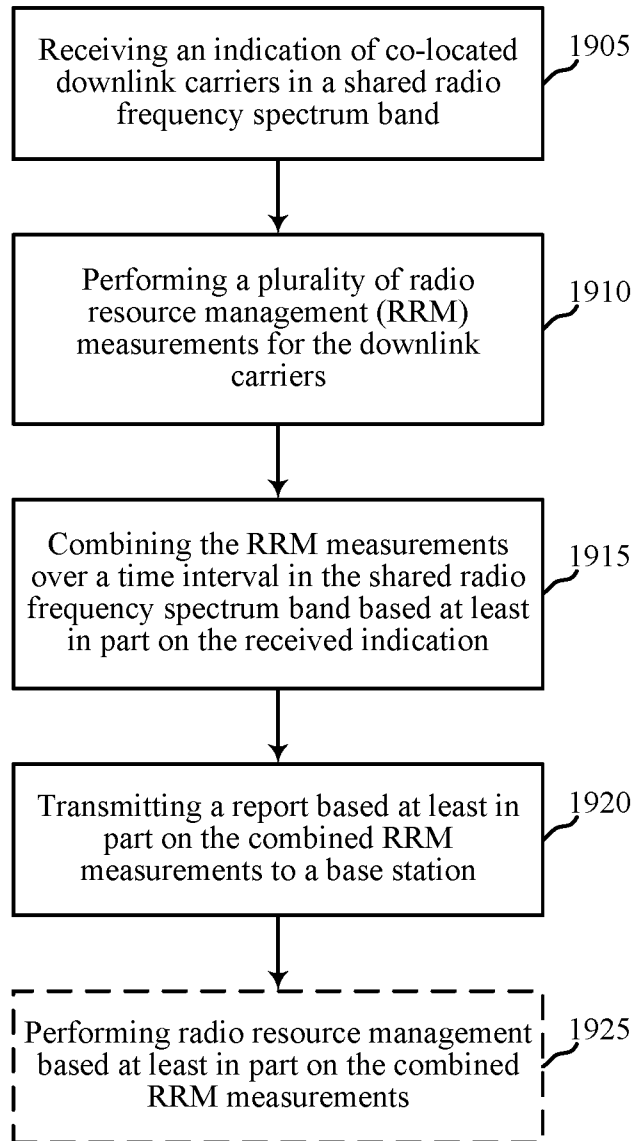 Receiving an indication of co-located
downlink carriers in a shared radio
frequency spectrum band
1905
Performing a plurality of radio
resource management (RRM)
measurements for the downlink
carriers
1910
Combining the RRM measurements
over a time interval in the shared radio
frequency spectrum band based at least
in part on the received indication
1915
Transmitting a report based at least in
part on the combined RRM
measurements to a base station
1920
Performing radio resource management
based at least in part on the combined
RRM measurements
1925